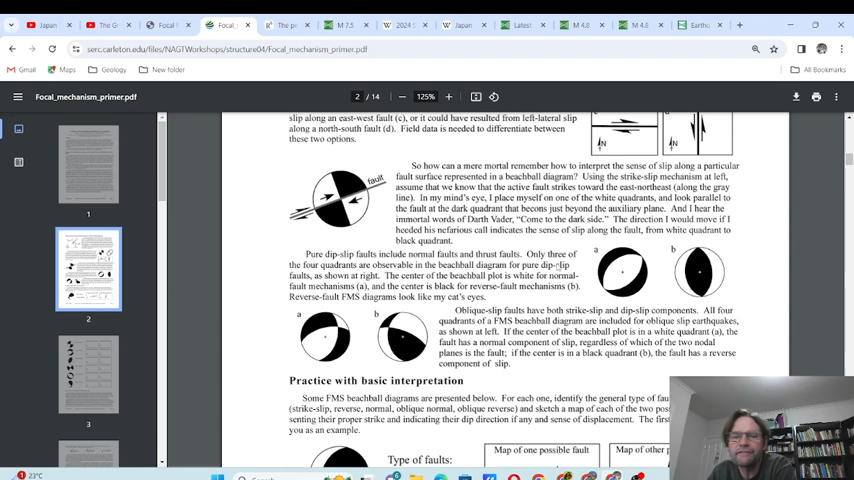 Japan
The G
Focal
Focal_
The p
M 7.5
2024 S
Japan
Latest
M 4.8
M 4.8
Earth
serc.carleton.edu/files/NAGTWorkshops/structure04/Focal_mechanism_primer.pdf
Gmail
Maps
Geology
New folder
All Bookmarks
Focal_mechanism_primer.pdf
2 / 14
125%
slip along an east-west fault (c), or it could have resulted from left-lateral slip
along a north-south fault (d). Field data is needed to differentiate between
these two options.
N
N
So how can a mere mortal remember how to interpret the sense of slip along a particular
fault surface represented in a beachball diagram? Using the strike-slip mechanism at left,
assume that we know that the active fault strikes toward the east-northeast (along the gray
line). In my mind's eye, I place myself on one of the white quadrants, and look parallel to
the fault at the dark quadrant that becons just beyond the auxiliary plane. And I hear the
immortal words of Darth Vader, "Come to the dark side." The direction I would move if I
heeded his nefarious call indicates the sense of slip along the fault, from white quadrant to
black quadrant.
fault
Pure dip-slip faults include normal faults and thrust faults. Only three of
the four quadrants are observable in the beachball diagram for pure dip-slip
faults, as shown at right. The center of the beachball plot is white for normal-
fault mechanisms (a), and the center is black for reverse-fault mechanisms (b).
Reverse-fault FMS diagrams look like my cat's eyes.
a
b
Oblique-slip faults have both strike-slip and dip-slip components. All four
quadrants of a FMS beachball diagram are included for oblique slip earthquakes,
as shown at left. If the center of the beachball plot is in a white quadrant (a), the
fault has a normal component of slip, regardless of which of the two nodal
planes is the fault; if the center is in a black quadrant (b), the fault has a reverse
component of slip.
a
b
Practice with basic interpretation
Some FMS beachball diagrams are presented below. For each one, identify the general type of fau
(strike-slip, reverse, normal, oblique normal, oblique reverse) and sketch a map of each of the two pos
senting their proper strike and indicating their dip direction if any and sense of displacement. The first
you as an example.
Type of faults:
Map of one possible fault
Map of other p
1
2
3
23°C
Search